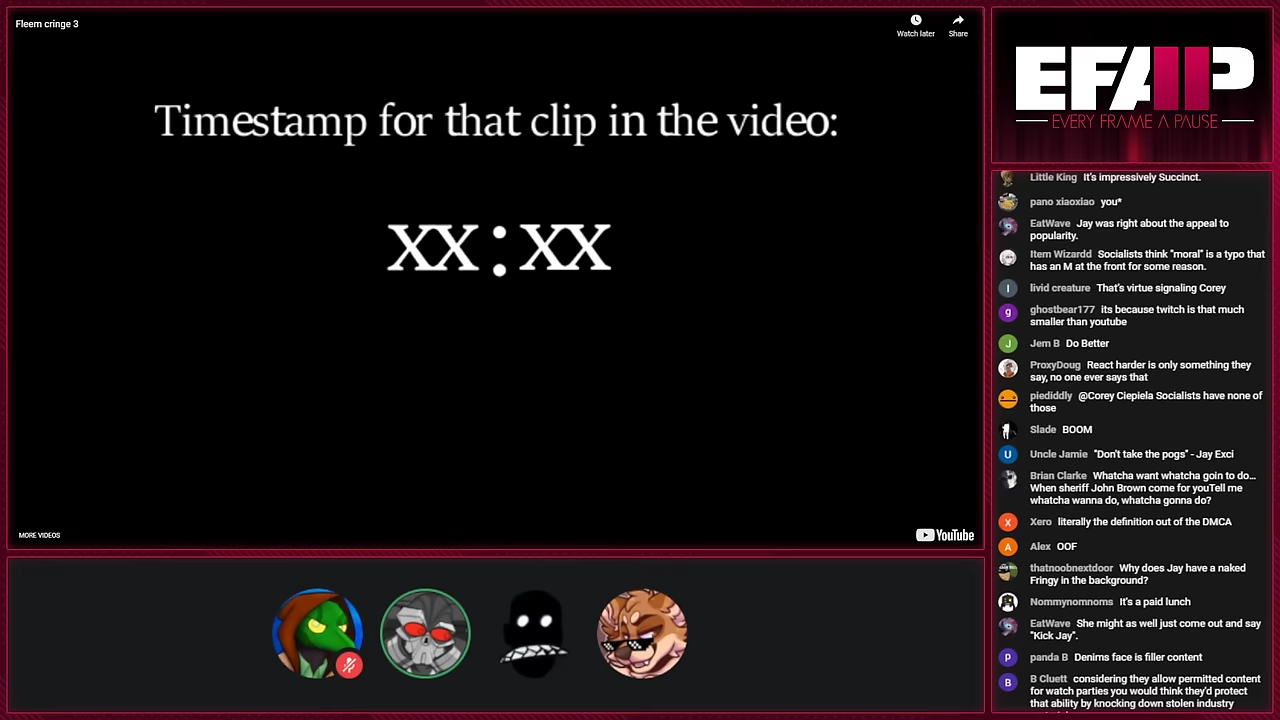 Fleem cringe 3
Watch later
Share
Timestamp for that clip in the video:
xx:xx
MORE VIDEOS
YouTube
EFAP
EVERY FRAME A PAUSE
Little King It's impressively Succinct.
pano xiaoxiao you*
EatWave Jay was right about the appeal to
popularity.
Item Wizardd Socialists think "moral" is a typo that
has an M at the front for some reason.
livid creature That's virtue signaling Corey
ghostbear177 its because twitch is that much
smaller than youtube
Jem B Do Better
ProxyDoug React harder is only something they
say, no one ever says that
piediddly @Corey Ciepiela Socialists have none of
those
Slade BOOM
Uncle Jamie "Don't take the pogs" - Jay Exci
Brian Clarke Whatcha want whatcha goin to do...
When sheriff John Brown come for youTell me
whatcha wanna do, whatcha gonna do?
Xero literally the definition out of the DMCA
Alex OOF
thatnoobnextdoor Why does Jay have a naked
Fringy in the background?
Nommynomnoms It's a paid lunch
EatWave She might as well just come out and say
"Kick Jay".
panda B Denims face is filler content
B Cluett considering they allow permitted content
for watch parties you would think they'd protect
that ability by knocking down stolen industry